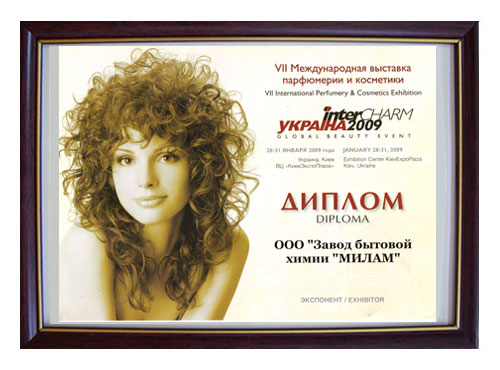 VII Международная выставка
парфюмерии и косметики
VII International Perfumery & Cosmetics Exhibition
interCHARM
УКРАЇНА2009
GLOBAL BEAUTY EVENT
28-31 ЯНВАРЯ 2009 года JANUARY 28-31, 2009
Украина, Киев Exhibition Center KievExpoPlaza
ВЦ «КиевЭкспоПлаза» Kiev, Ukraine
ДИПЛОМ
DIPLOMA
ООО "Завод бытовой
химии "МИЛАМ"
ЭКСПОНЕНТ / EXHIBITOR